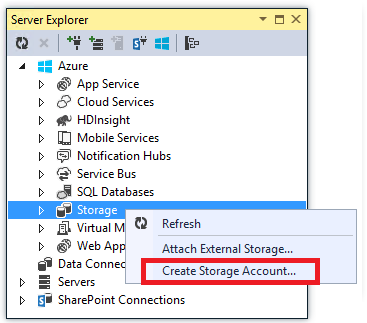 Server Explorer
Azure
App Service
Cloud Services
HDInsight
Mobile Services
Notification Hubs
Service Bus
SQL Databases
Storage
Virtual M
Web App
Data Connec
Servers
SharePoint Connections
Refresh
Attach External Storage...
Create Storage Account...